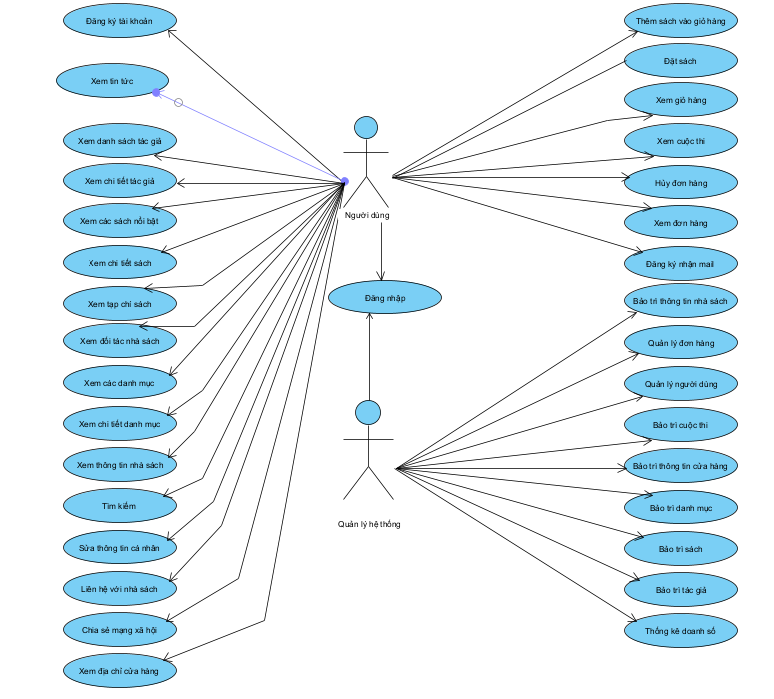 Đăng ký tài khoản
Xem tin tức
Xem danh sách tác giả
Xem chi tiết tác giả
Xem các sách nổi bật
Xem chi tiết sách
Xem tạp chí sách
Xem đối tác nhà sách
Xem các danh mục
Xem chi tiết danh mục
Xem thông tin nhà sách
Tìm kiếm
Sửa thông tin cá nhân
Liên hệ với nhà sách
Chia sẻ mạng xã hội
Xem địa chỉ cửa hàng
Người dùng
Đăng nhập
Quản lý hệ thống
Thêm sách vào giỏ hàng
Đặt sách
Xem giỏ hàng
Xem cuộc thi
Hủy đơn hàng
Xem đơn hàng
Đăng ký nhận mail
Bảo trì thông tin nhà sách
Quản lý đơn hàng
Quản lý người dùng
Bảo trì cuộc thi
Bảo trì thông tin cửa hàng
Bảo trì danh mục
Bảo trì sách
Bảo trì tác giả
Thống kê doanh số